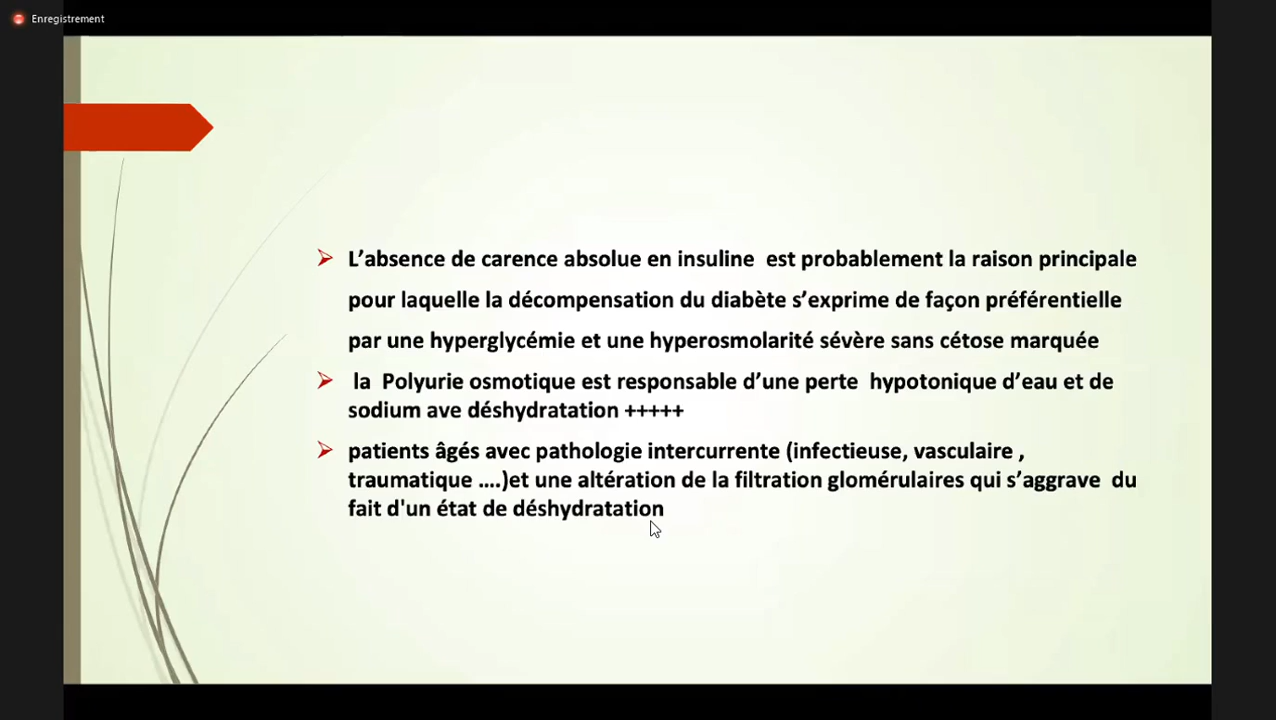 Enregistrement
L’absence de carence absolue en insuline est probablement la raison principale
pour laquelle la décompensation du diabète s’exprime de façon préférentielle
par une hyperglycémie et une hyperosmolarité sévère sans cétose marquée
la Polyurie osmotique est responsable d’une perte hypotonique d’eau et de
sodium ave déshydratation +++++
patients âgés avec pathologie intercurrente (infectieuse, vasculaire ,
traumatique ….)et une altération de la filtration glomérulaires qui s’aggrave du
fait d'un état de déshydratation